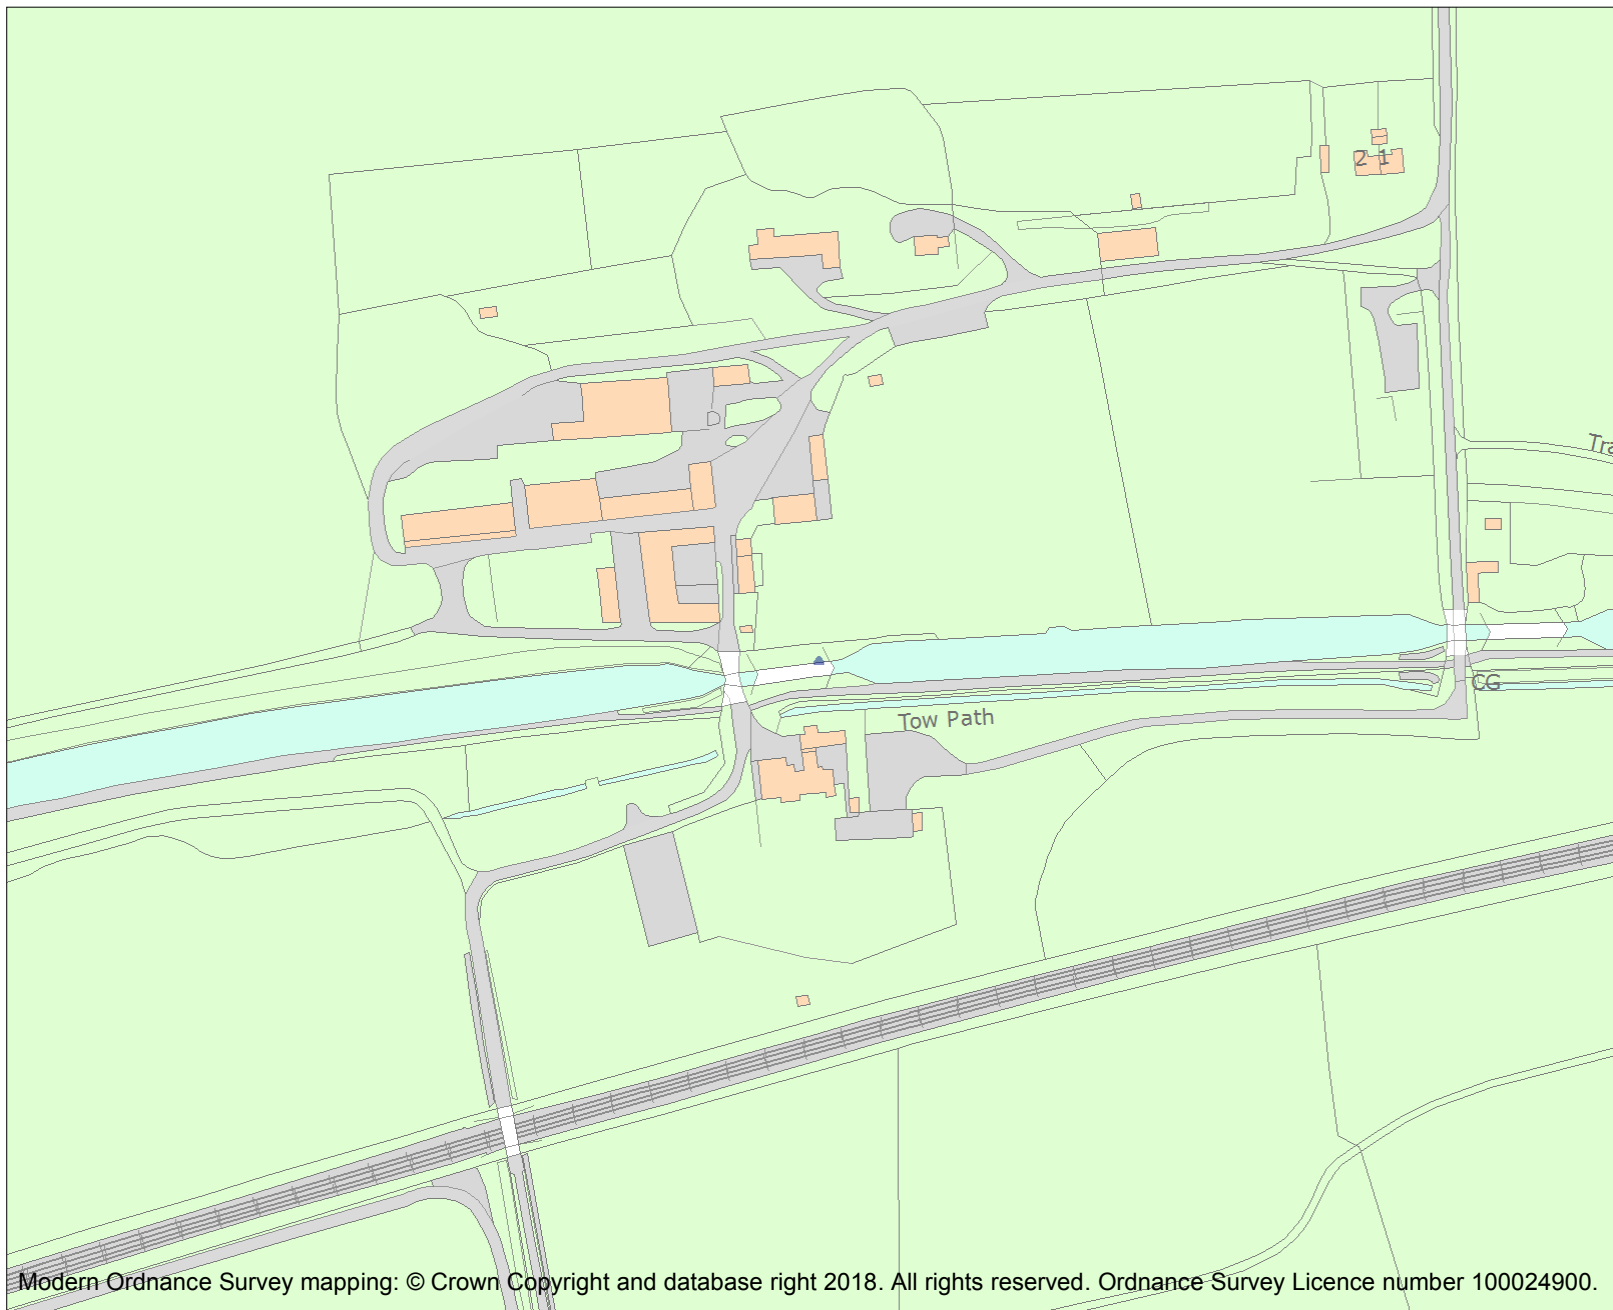 2 1
Tra
CG
Tow Path
Modern Ordnance Survey mapping: © Crown Copyright and database right 2018. All rights reserved. Ordnance Survey Licence number 100024900.